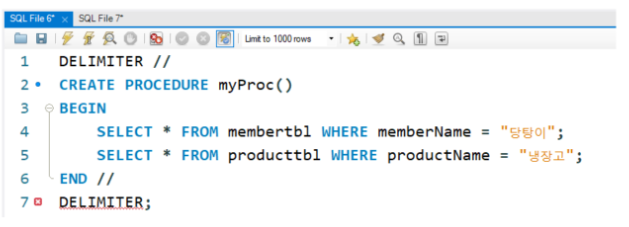 SQL File 6* × SQL File 7*
Limit to 1000 rows
1 DELIMITER //
2 CREATE PROCEDURE myProc()
3 BEGIN
4 SELECT * FROM membertbl WHERE memberName = "당탕이";
5 SELECT * FROM producttbl WHERE productName = "냉장고";
6 END //
7 DELIMITER;